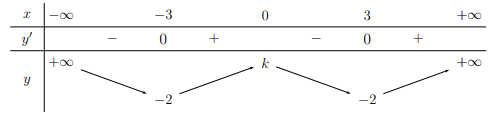 x −∞ −3 0 3 +∞
y′ − 0 + − 0 +
+∞ k +∞
y
−2 −2